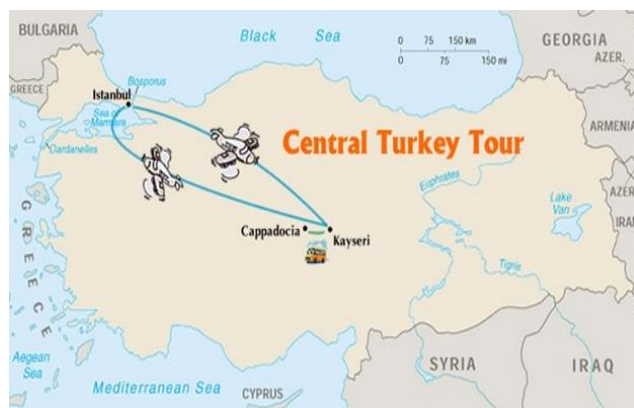 BULGARIA
Black Sea
0 75 150 km
0 75 150 mi
GEORGIA
AZER.
GREECE
Bosporus
Istanbul
Sea of
Marmara
ARMENIA
Central Turkey Tour
Dardanelles
Euphrates
AZER
Lake
Van
IRA
GREECE
Cappadocia
Kayseri
Tigris
Aegean
Sea
SYRIA
IRAQ
Mediterranean Sea
CYPRUS